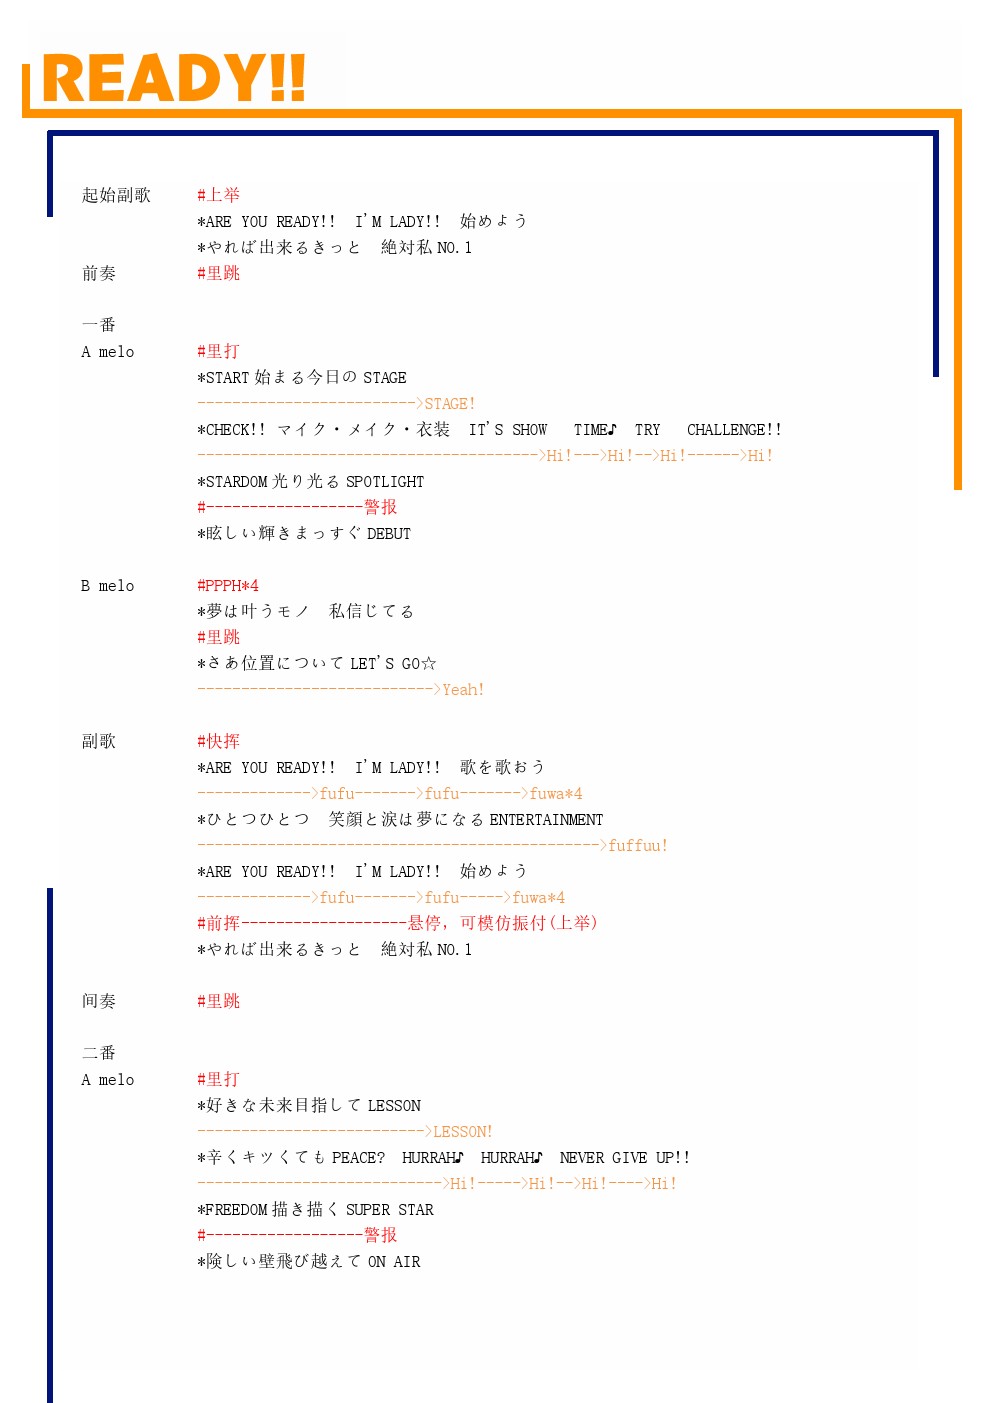 READY!!
起始副歌 #上举
*ARE YOU READY!! I'M LADY!! 始めよう
*やれば出来るきっと 絶対私 NO.1
前奏 #里跳
一番
A melo #里打
*START 始まる今日の STAGE
------------------------->STAGE!
*CHECK!! マイク・メイク・衣装 IT'S SHOW TIME♪ TRY CHALLENGE!!
--------------------------------------->Hi!--->Hi!-->Hi!------>Hi!
*STARDOM 光り光る SPOTLIGHT
#------------------警报
*眩しい輝きまっすぐ DEBUT
B melo #PPPH*4
*夢は叶うモノ 私信じてる
#里跳
*さあ位置について LET'S GO☆
--------------------------->Yeah!
副歌 #快挥
*ARE YOU READY!! I'M LADY!! 歌を歌おう
------------->fufu------->fufu------->fuwa*4
*ひとつひとつ 笑顔と涙は夢になる ENTERTAINMENT
---------------------------------------------->fuffuu!
*ARE YOU READY!! I'M LADY!! 始めよう
------------->fufu------->fufu----->fuwa*4
#前挥-------------------悬停，可模仿振付(上举)
*やれば出来るきっと 絶対私 NO.1
间奏 #里跳
二番
A melo #里打
*好きな未来目指して LESSON
-------------------------->LESSON!
*辛くキツくても PEACE? HURRAH♪ HURRAH♪ NEVER GIVE UP!!
---------------------------->Hi!----->Hi!-->Hi!---->Hi!
*FREEDOM 描き描く SUPER STAR
#------------------警报
*険しい壁飛び越えて ON AIR